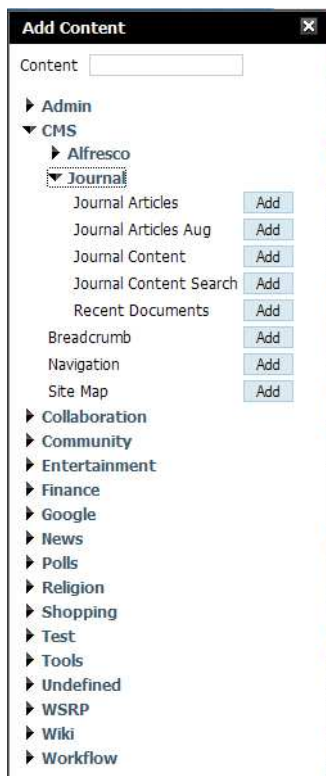 Add Content
Content
Admin
CMS
Alfresco
Journal
Journal Articles Add
Journal Articles Aug Add
Journal Content Add
Journal Content Search Add
Recent Documents Add
Breadcrumb Add
Navigation Add
Site Map Add
Collaboration
Community
Entertainment
Finance
Google
News
Polls
Religion
Shopping
Test
Tools
Undefined
WSRP
Wiki
Workflow